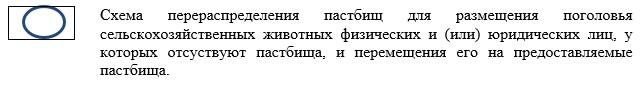 Схема перераспределения пастбищ для размещения поголовья
сельскохозяйственных животных физических и (или) юридических лиц, у
которых отсуствуют пастбища, и перемещения его на предоставляемые
пастбища.